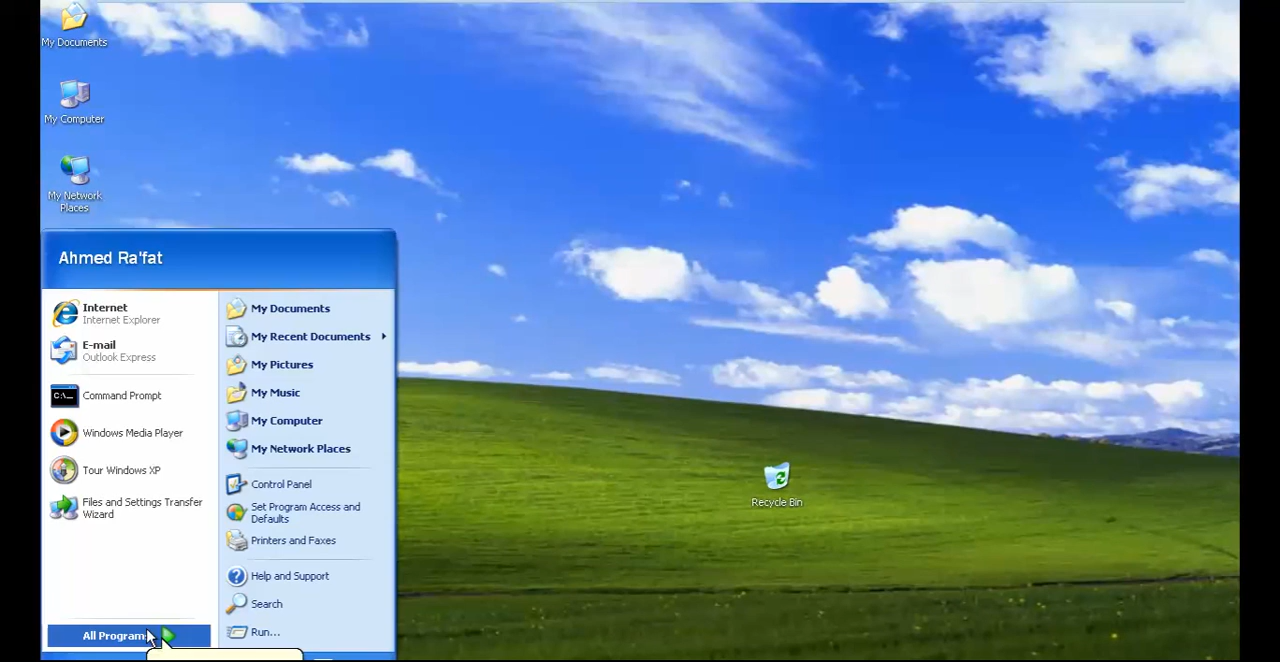 My Documents
My Computer
My Network
Places
Ahmed Ra'fat
Internet
Internet Explorer
E-mail
Outlook Express
Command Prompt
Windows Media Player
Tour Windows XP
Files and Settings Transfer
Wizard
All Programs
My Documents
My Recent Documents
My Pictures
My Music
My Computer
My Network Places
Control Panel
Set Program Access and
Defaults
Printers and Faxes
Help and Support
Search
Run...
Recycle Bin
C:\_